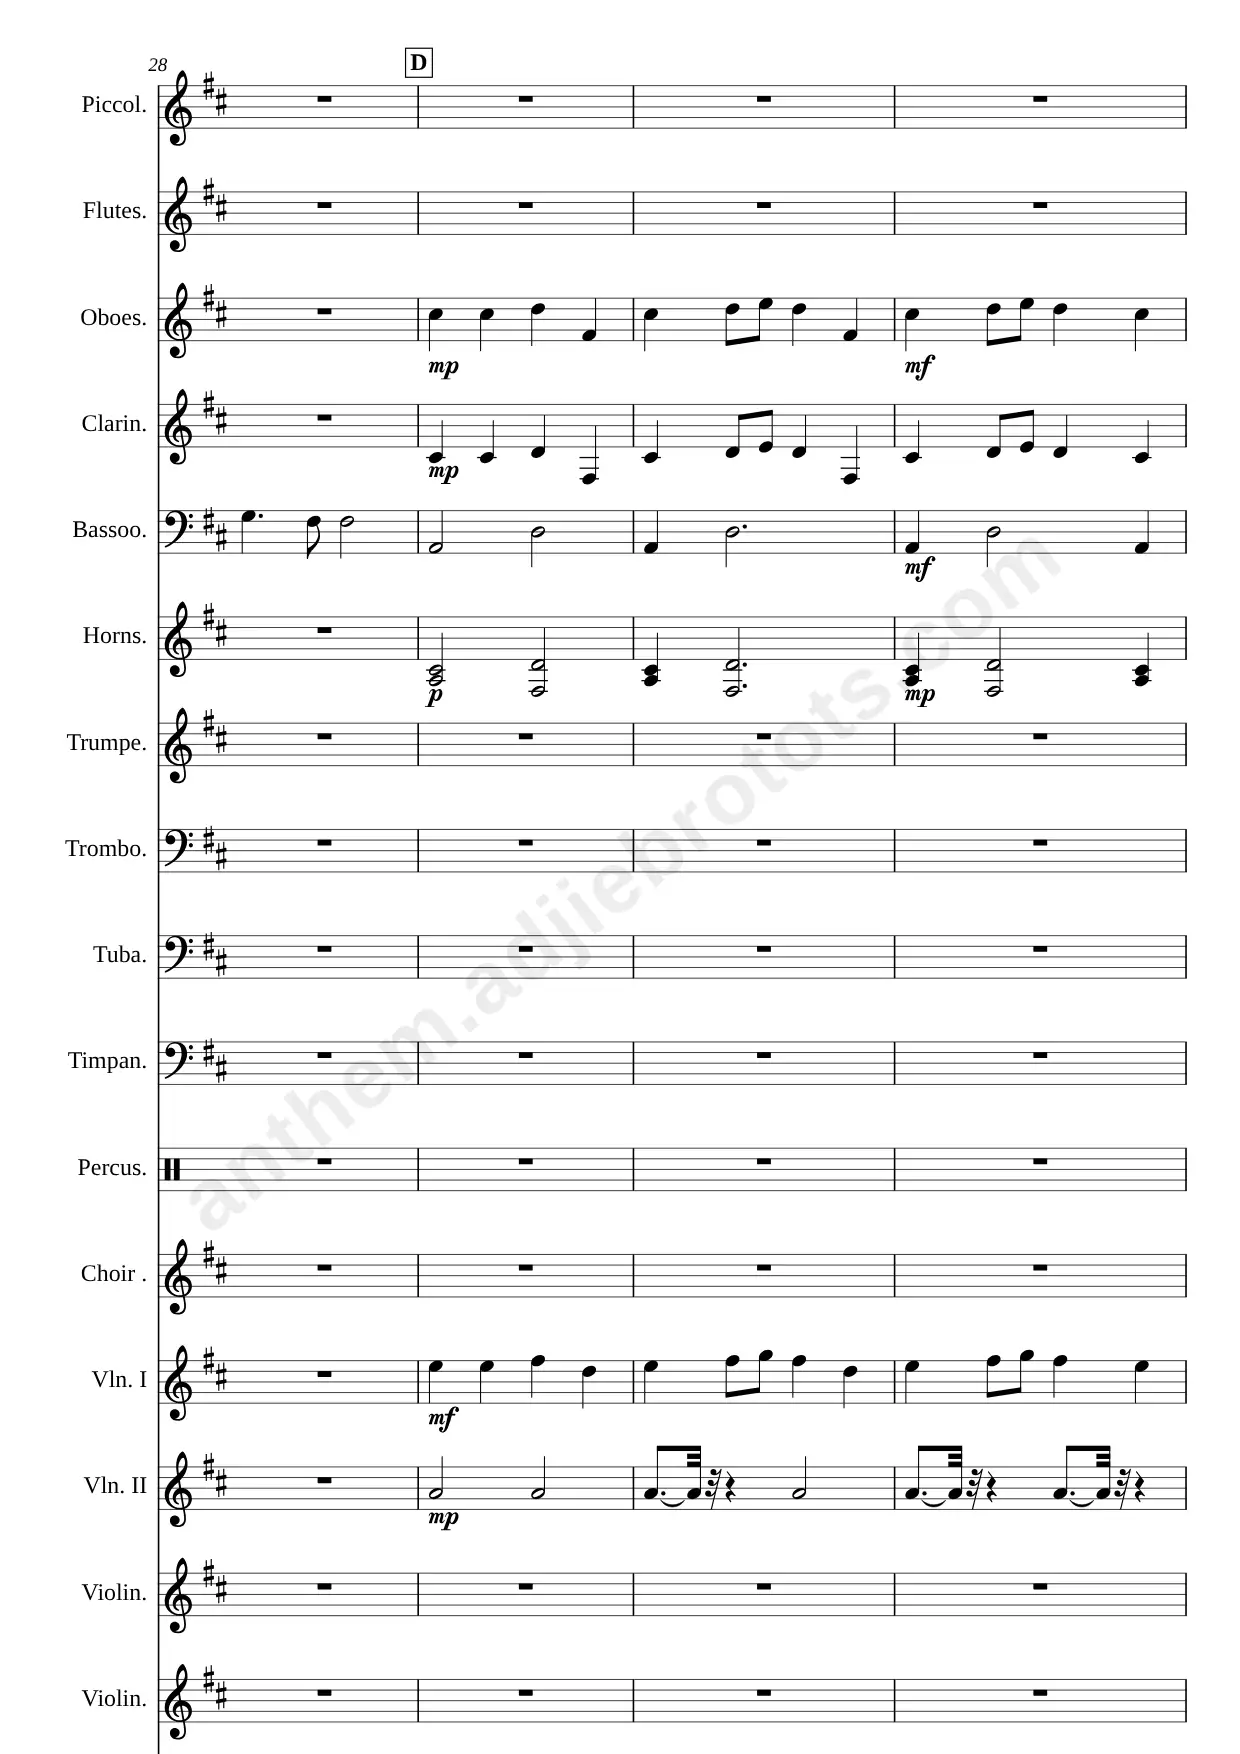 28
D
Piccol.
Flutes.
Oboes.
mp
mf
Clarin.
mp
Bassoo.
mf
Horns.
p
mp
Trumpe.
Trombo.
Tuba.
Timpan.
Percus.
Choir .
Vln. I
mf
Vln. II
mp
Violin.
Violin.
anthem.adjiebrotots.com